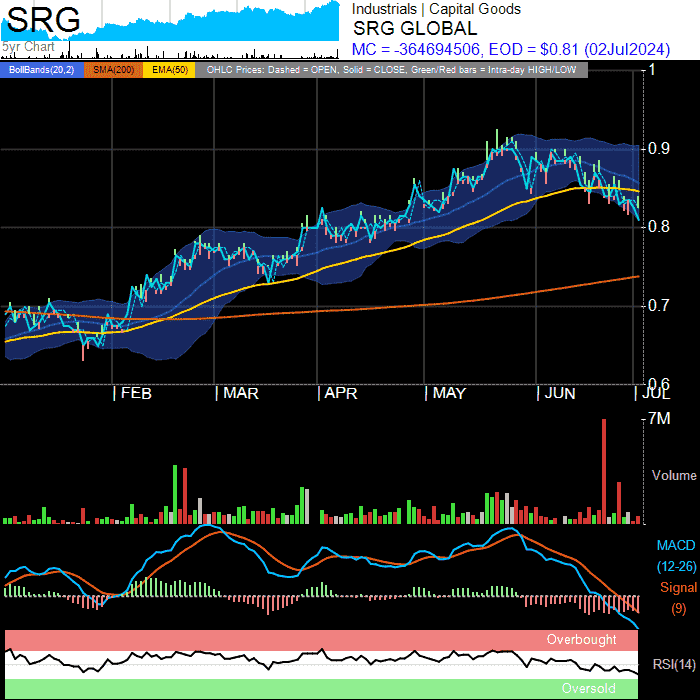 SRG
5yr Chart
Industrials | Capital Goods
SRG GLOBAL
MC = -364694506, EOD = $0.81 (02Jul2024)
BollBands(20,2) SMA(200) EMA(50) OHLC Prices: Dashed = OPEN, Solid = CLOSE, Green/Red bars = Intra-day HIGH/LOW
1
0.9
0.8
0.7
0.6
FEB MAR APR MAY JUN JUL
7M
Volume
MACD
(12-26)
Signal
(9)
Overbought
RSI(14)
Oversold